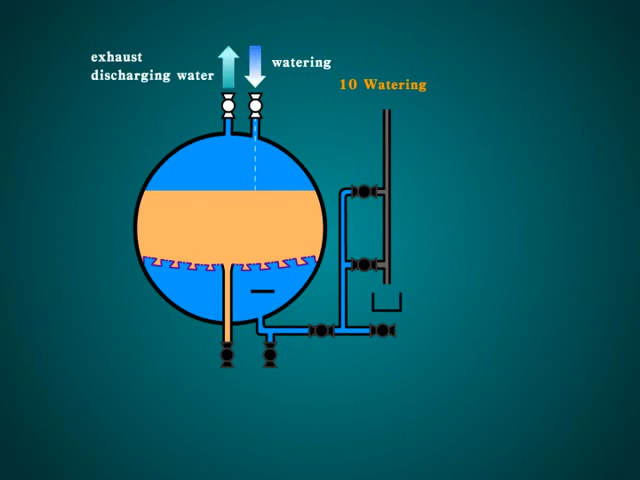 exhaust
discharging water
watering
10 Watering